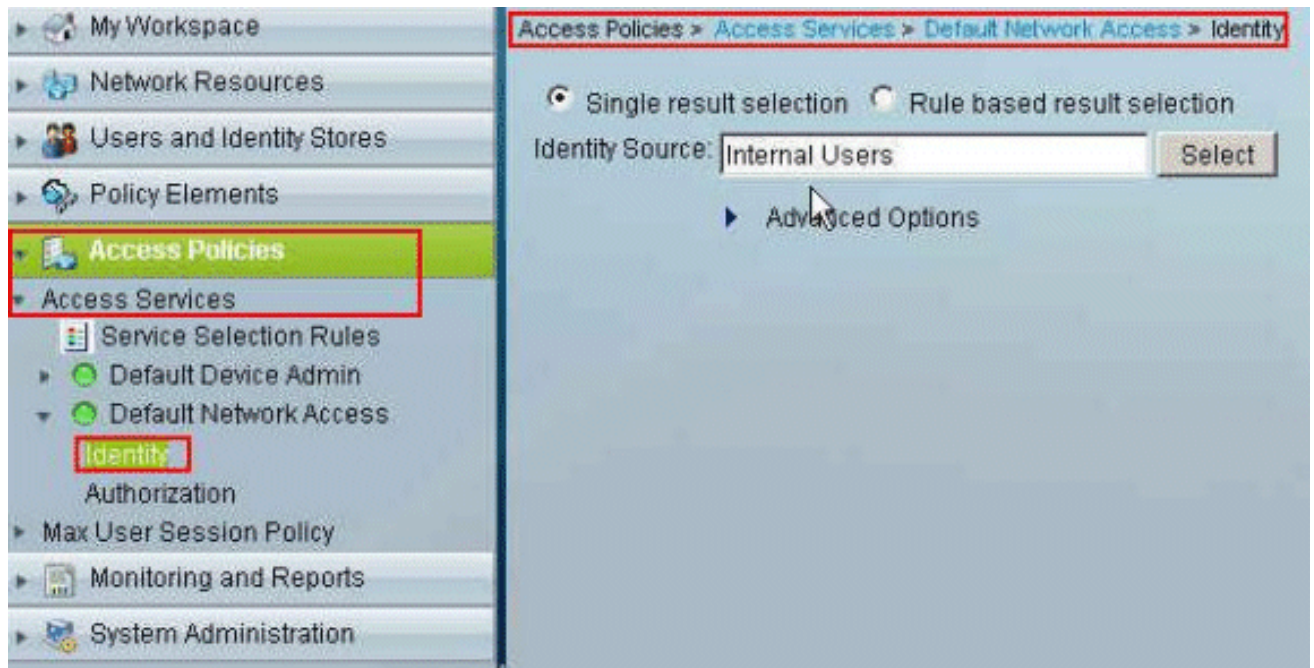 My Workspace
Network Resources
Users and Identity Stores
Policy Elements
Access Policies
Access Services
Service Selection Rules
Default Device Admin
Default Network Access
Identity
Authorization
Max User Session Policy
Monitoring and Reports
System Administration
Access Policies > Access Services > Default Network Access > Identity
Single result selection Rule based result selection
Identity Source: Internal Users Select
Advanced Options